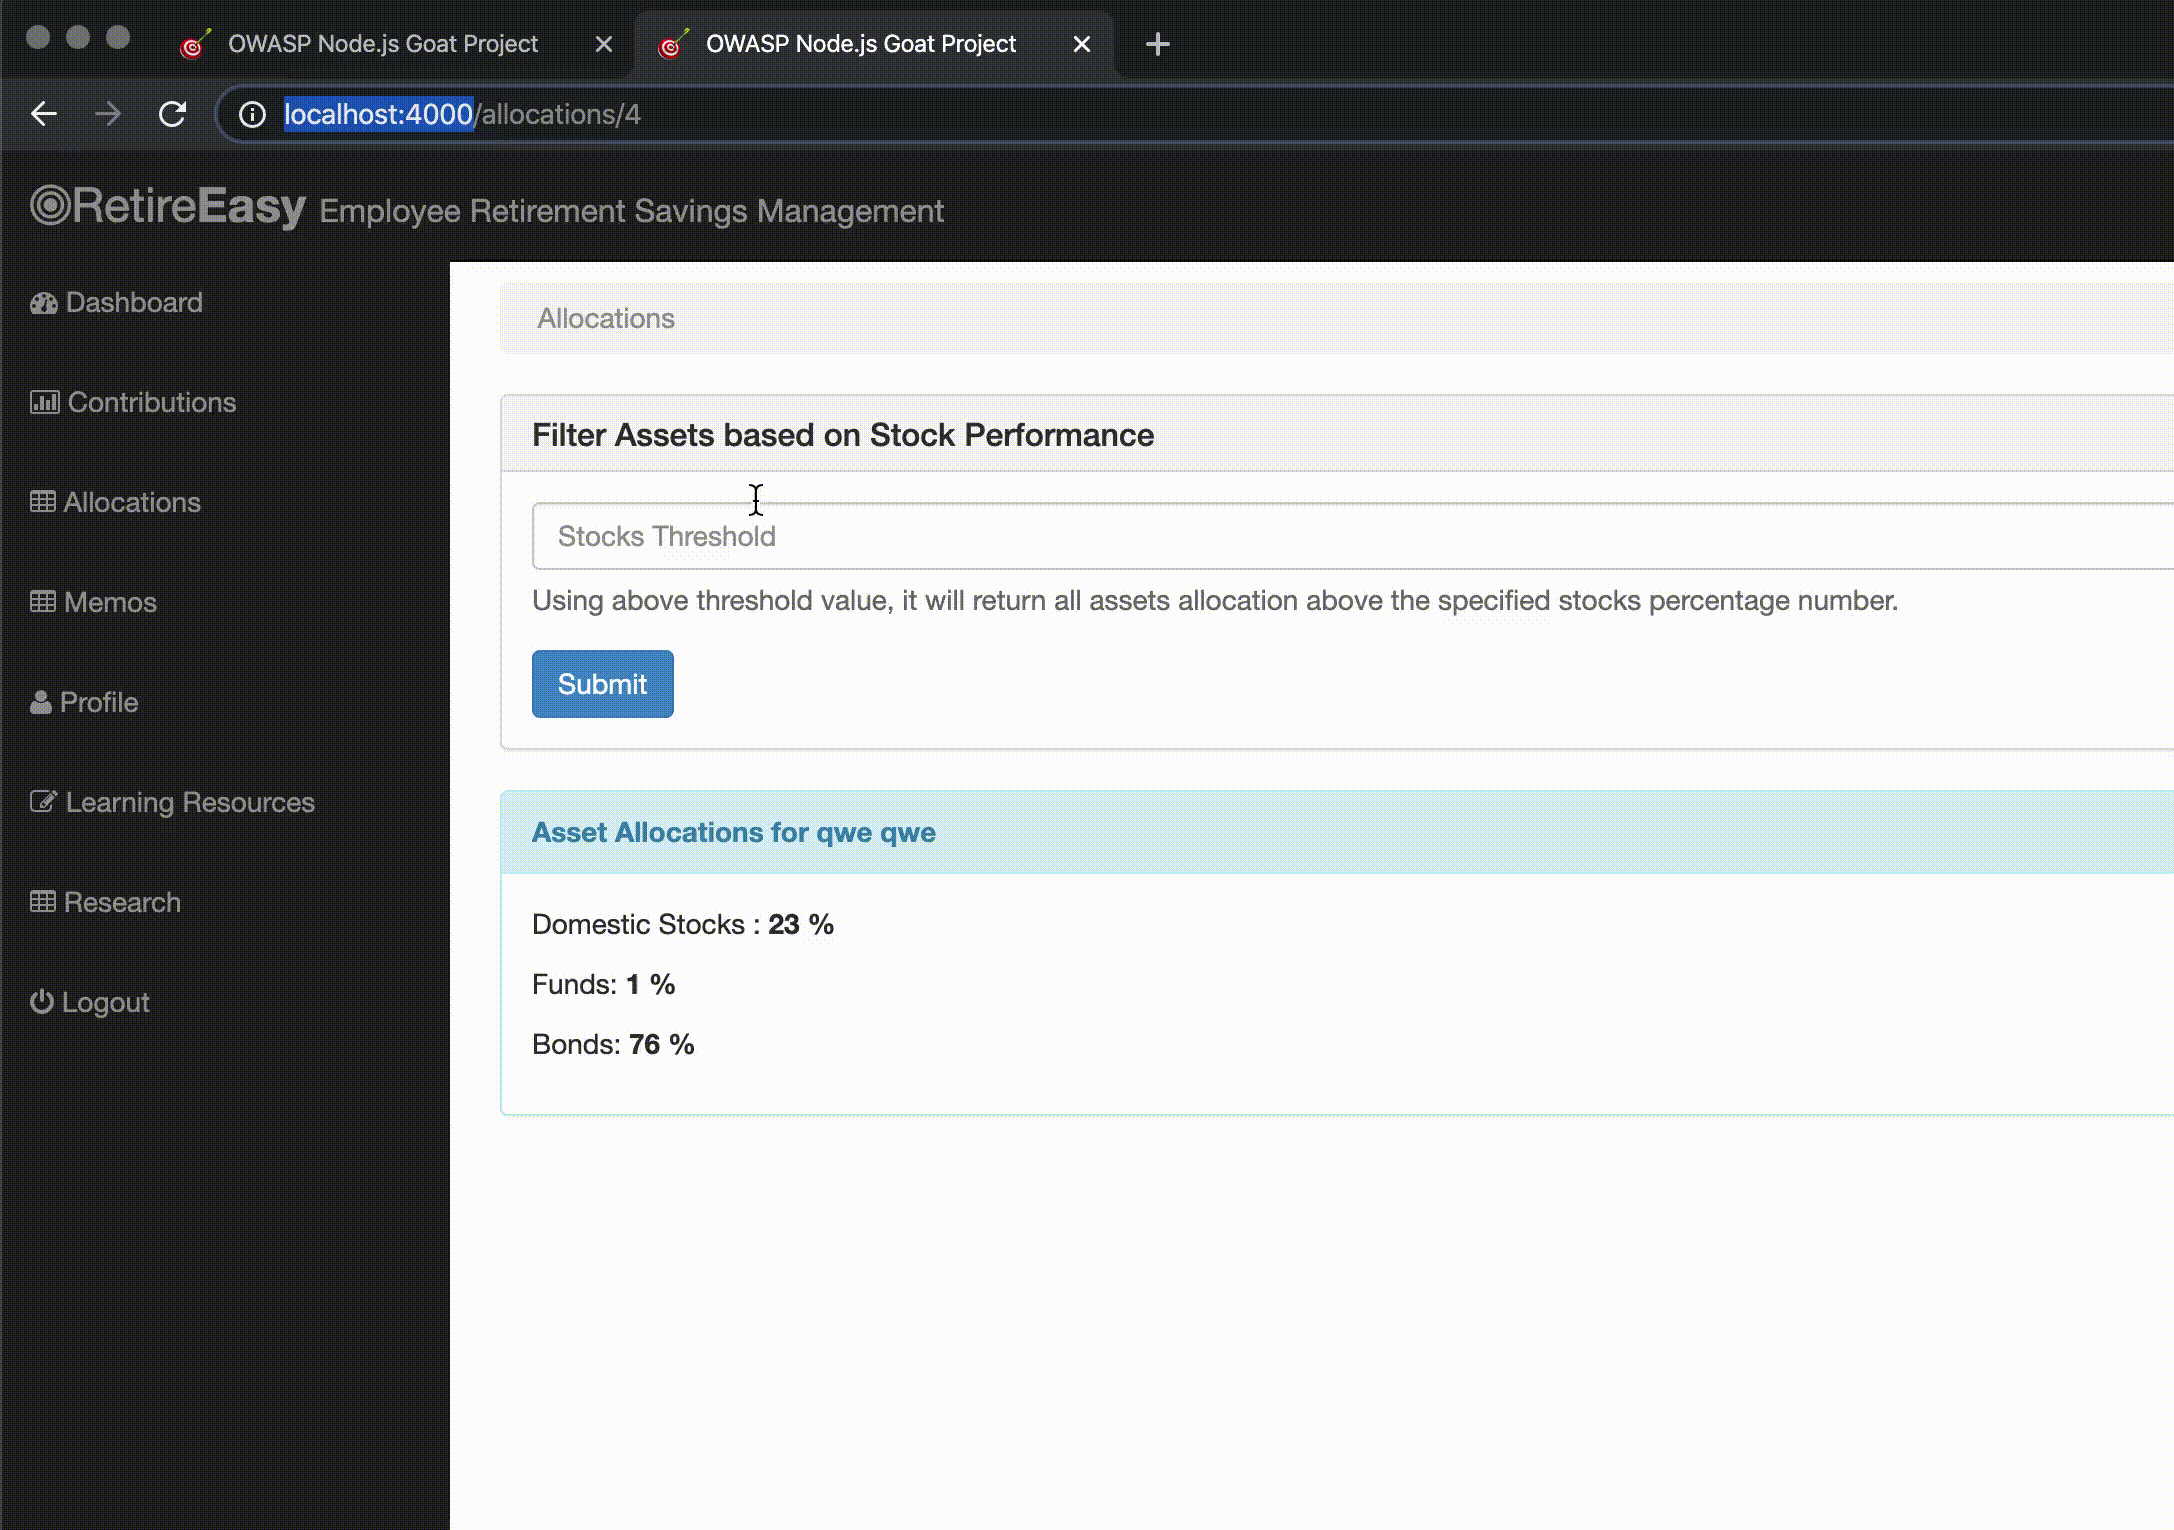 OWASP Node.js Goat Project
OWASP Node.js Goat Project
localhost:4000/allocations/4
RetireEasy Employee Retirement Savings Management
Dashboard
Contributions
Allocations
Memos
Profile
Learning Resources
Research
Logout
Allocations
Filter Assets based on Stock Performance
Stocks Threshold
Using above threshold value, it will return all assets allocation above the specified stocks percentage number.
Submit
Asset Allocations for qwe qwe
Domestic Stocks : 23 %
Funds: 1 %
Bonds: 76 %